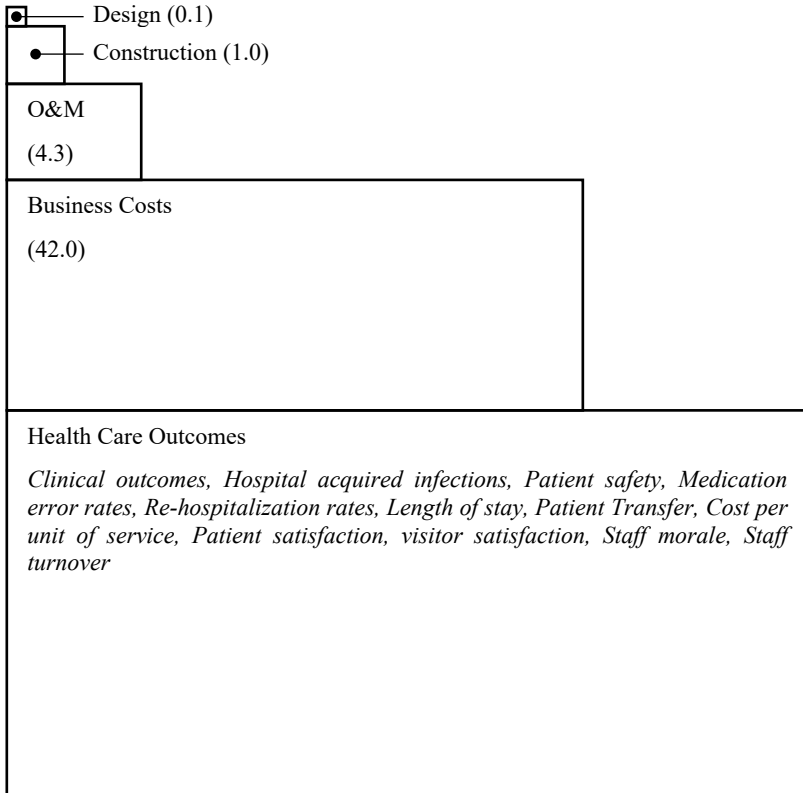 Design (0.1)
Construction (1.0)
O&M
(4.3)
Business Costs
(42.0)
Health Care Outcomes
Clinical outcomes, Hospital acquired infections, Patient safety, Medication
error rates, Re-hospitalization rates, Length of stay, Patient Transfer, Cost per
unit of service, Patient satisfaction, visitor satisfaction, Staff morale, Staff
turnover